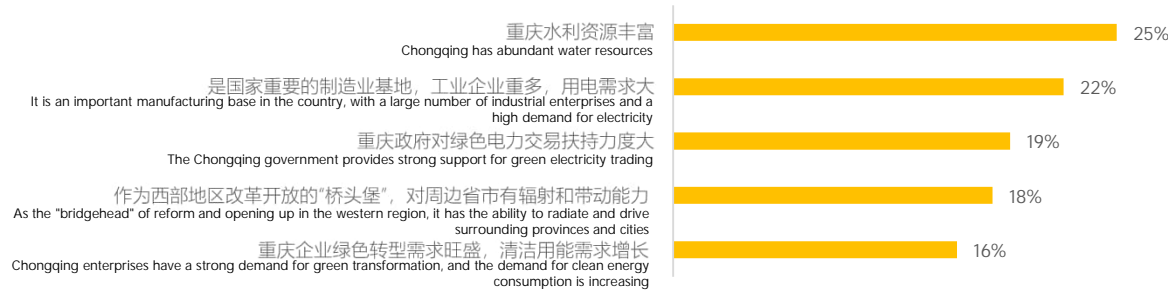 重庆水利资源丰富
Chongqing has abundant water resources
25%
是国家重要的制造业基地，工业企业重多，用电需求大
It is an important manufacturing base in the country, with a large number of industrial enterprises and a
high demand for electricity
22%
重庆政府对绿色电力交易扶持力度大
The Chongqing government provides strong support for green electricity trading
19%
作为西部地区改革开放的“桥头堡”，对周边省市有辐射和带动能力
As the "bridgehead" of reform and opening up in the western region, it has the ability to radiate and drive
surrounding provinces and cities
18%
重庆企业绿色转型需求旺盛，清洁用能需求增长
Chongqing enterprises have a strong demand for green transformation, and the demand for clean energy
consumption is increasing
16%